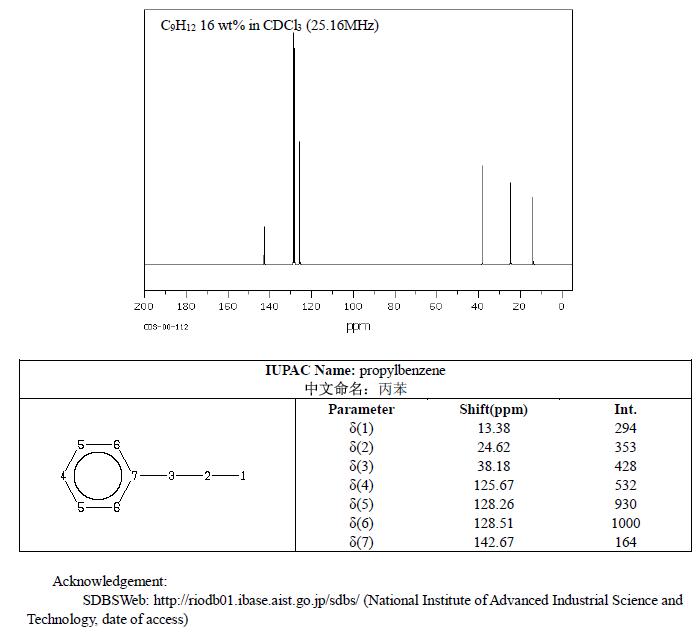 C₉H₁₂ 16 wt% in CDCl₃ (25.16MHz)
200 180 160 140 120 100 80 60 40 20 0
CDS-00-112
ppm
IUPAC Name: propylbenzene
中文命名：丙苯
Parameter Shift(ppm) Int.
δ(1) 13.38 294
δ(2) 24.62 353
δ(3) 38.18 428
δ(4) 125.67 532
δ(5) 128.26 930
δ(6) 128.51 1000
δ(7) 142.67 164
5 6
4 7 3 2 1
5 6
Acknowledgement:
SDBSWeb: http://riodb01.ibase.aist.go.jp/sdbs/ (National Institute of Advanced Industrial Science and
Technology, date of access)